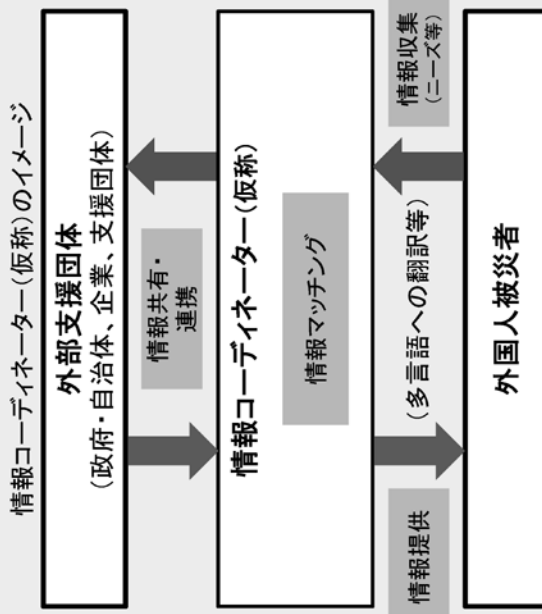 情報コーディネーター(仮称)のイメージ
外部支援団体
(政府・自治体、企業、支援団体)
情報共有・
連携
情報コーディネーター(仮称)
情報マッチング
情報提供
(多言語への翻訳等)
情報収集
(ニーズ等)
外国人被災者